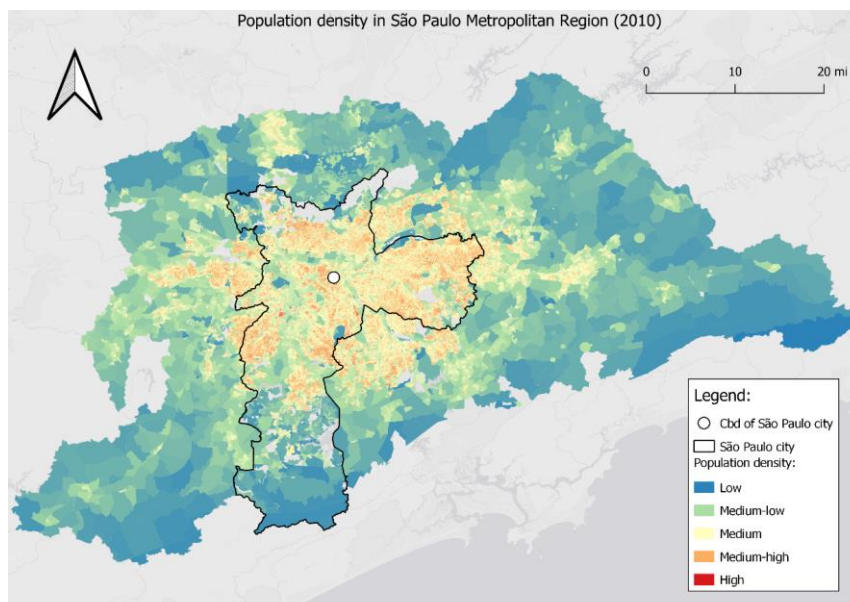 Population density in São Paulo Metropolitan Region (2010)
0 10 20 mi
Legend:
Cbd of São Paulo city
São Paulo city
Population density:
Low
Medium-low
Medium
Medium-high
High